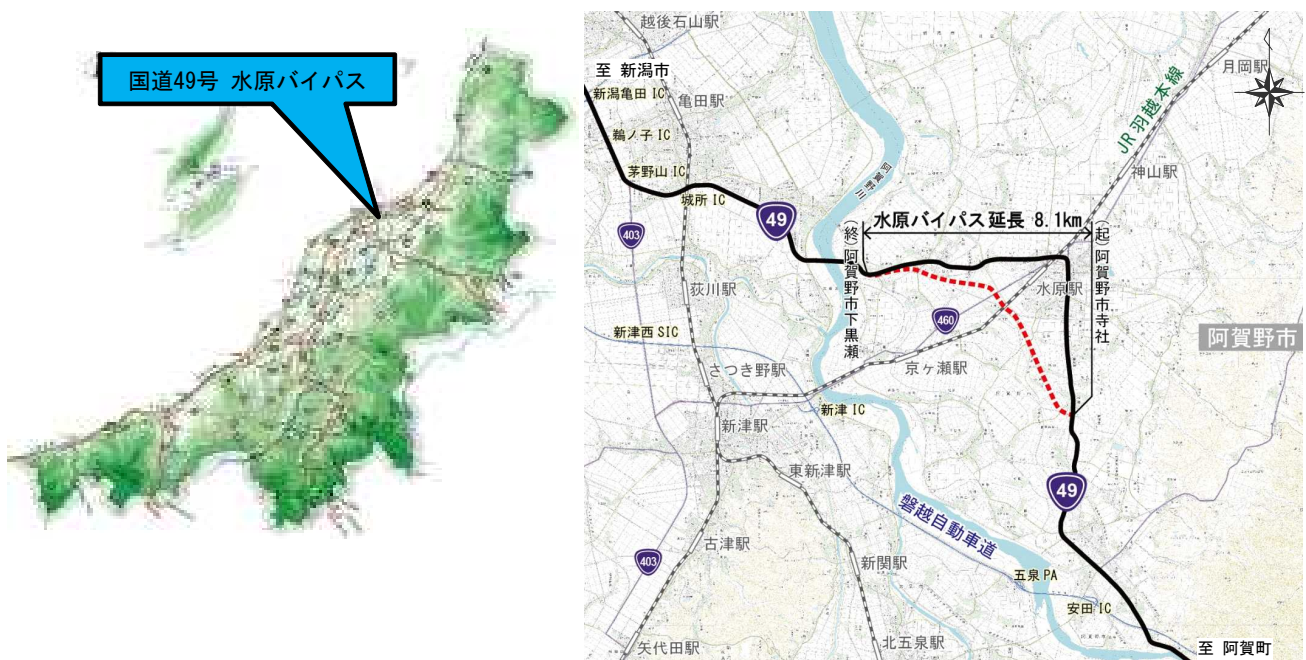 国道49号 水原バイパス
越後石山駅
至 新潟市
新潟亀田 IC
亀田駅
鵜ノ子 IC
茅野山 IC
城所 IC
49
403
阿賀野川
月岡駅
JR羽越本線
神山駅
水原バイパス 延長 8.1km
(終)阿賀野市下黒瀬
(起)阿賀野市寺社
水原駅
荻川駅
460
新津西 SIC
阿賀野市
さつき野駅
京ヶ瀬駅
新津 IC
新津駅
東新津駅
49
磐越自動車道
古津駅
403
新関駅
五泉 PA
安田 IC
矢代田駅
北五泉駅
至 阿賀町